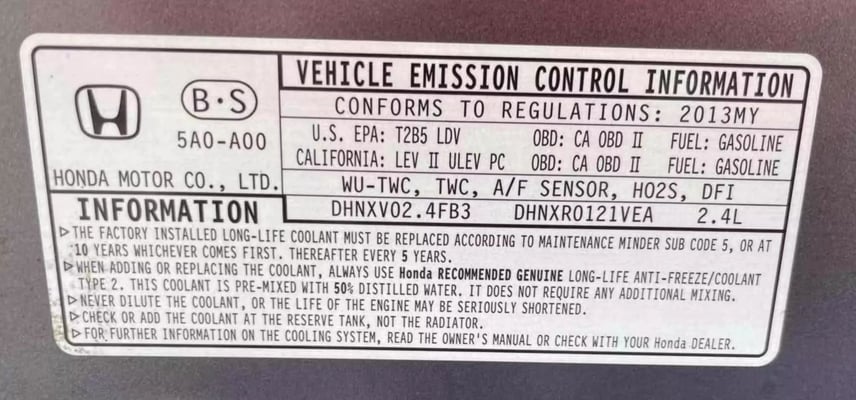 VEHICLE EMISSION CONTROL INFORMATION
B·S
CONFORMS TO REGULATIONS: 2013MY
5A0-A00
U.S. EPA: T2B5 LDV OBD: CA OBD II FUEL: GASOLINE
CALIFORNIA: LEV II ULEV PC OBD: CA OBD II FUEL: GASOLINE
HONDA MOTOR CO., LTD.
WU-TWC, TWC, A/F SENSOR, HO2S, DFI
DHNXV02.4FB3 DHNXR0121VEA 2.4L
INFORMATION
▷THE FACTORY INSTALLED LONG-LIFE COOLANT MUST BE REPLACED ACCORDING TO MAINTENANCE MINDER SUB CODE 5, OR AT
10 YEARS WHICHEVER COMES FIRST. THEREAFTER EVERY 5 YEARS.
▷WHEN ADDING OR REPLACING THE COOLANT, ALWAYS USE Honda RECOMMENDED GENUINE LONG-LIFE ANTI-FREEZE/COOLANT
TYPE 2. THIS COOLANT IS PRE-MIXED WITH 50% DISTILLED WATER. IT DOES NOT REQUIRE ANY ADDITIONAL MIXING.
▷NEVER DILUTE THE COOLANT, OR THE LIFE OF THE ENGINE MAY BE SERIOUSLY SHORTENED.
▷CHECK OR ADD THE COOLANT AT THE RESERVE TANK, NOT THE RADIATOR.
▷FOR FURTHER INFORMATION ON THE COOLING SYSTEM, READ THE OWNER'S MANUAL OR CHECK WITH YOUR Honda DEALER.